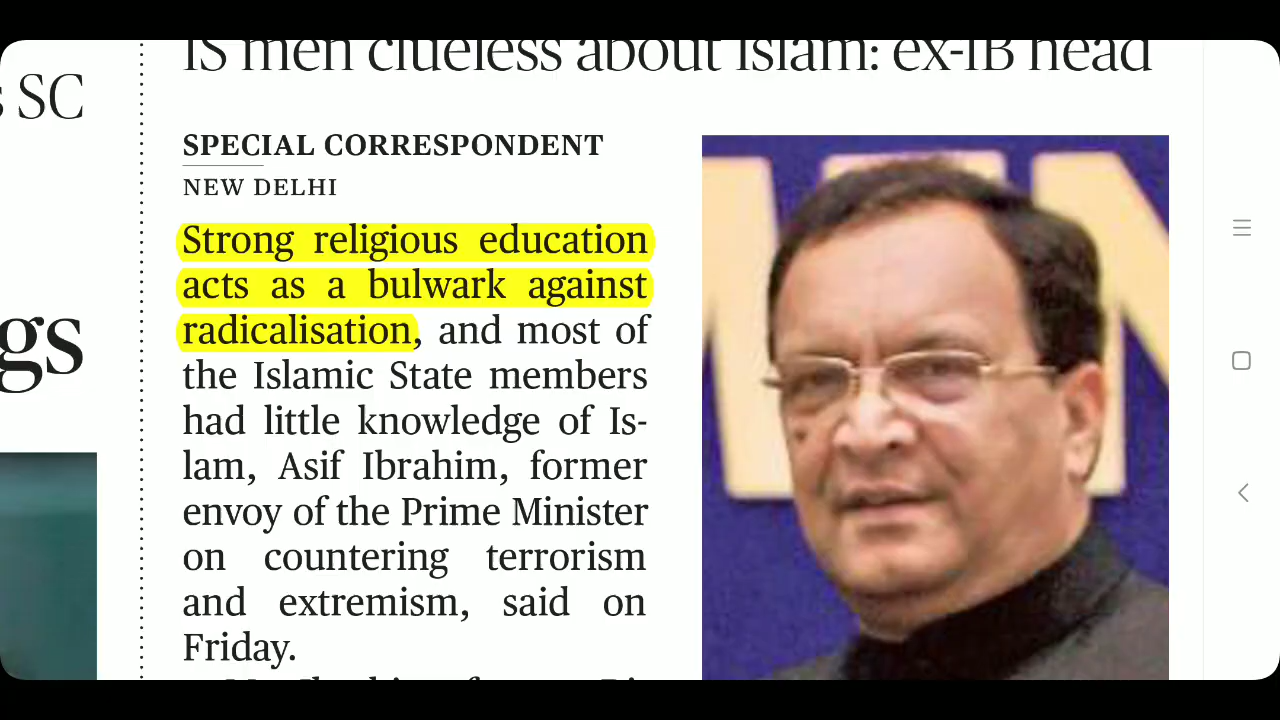 IS men clueless about Islam: ex-IB head
s SC
SPECIAL CORRESPONDENT
NEW DELHI
Strong religious education
acts as a bulwark against
radicalisation, and most of
the Islamic State members
had little knowledge of Is-
lam, Asif Ibrahim, former
envoy of the Prime Minister
on countering terrorism
and extremism, said on
Friday.
gs